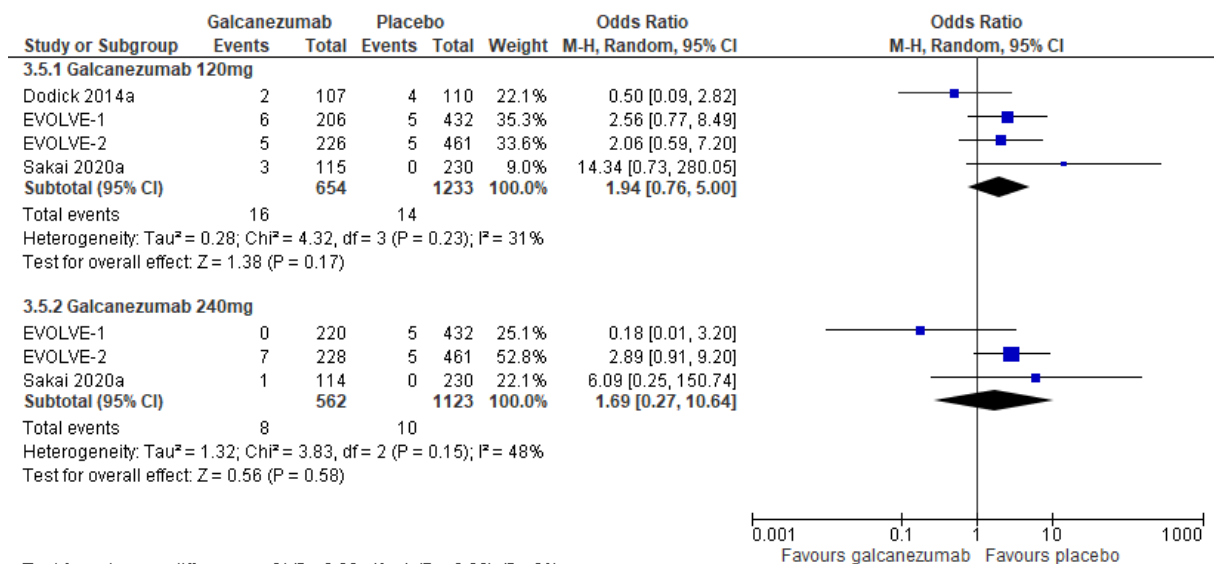 Galcanezumab Placebo Odds Ratio Odds Ratio
Study or Subgroup Events Total Events Total Weight M-H, Random, 95% CI M-H, Random, 95% CI
3.5.1 Galcanezumab 120mg
Dodick 2014a 2 107 4 110 22.1% 0.50 [0.09, 2.82]
EVOLVE-1 6 206 5 432 35.3% 2.56 [0.77, 8.49]
EVOLVE-2 5 226 5 461 33.6% 2.06 [0.59, 7.20]
Sakai 2020a 3 115 0 230 9.0% 14.34 [0.73, 280.05]
Subtotal (95% CI) 654 1233 100.0% 1.94 [0.76, 5.00]
Total events 16 14
Heterogeneity: Tau² = 0.28; Chi² = 4.32, df = 3 (P = 0.23); I² = 31%
Test for overall effect: Z = 1.38 (P = 0.17)
3.5.2 Galcanezumab 240mg
EVOLVE-1 0 220 5 432 25.1% 0.18 [0.01, 3.20]
EVOLVE-2 7 228 5 461 52.8% 2.89 [0.91, 9.20]
Sakai 2020a 1 114 0 230 22.1% 6.09 [0.25, 150.74]
Subtotal (95% CI) 562 1123 100.0% 1.69 [0.27, 10.64]
Total events 8 10
Heterogeneity: Tau² = 1.32; Chi² = 3.83, df = 2 (P = 0.15); I² = 48%
Test for overall effect: Z = 0.56 (P = 0.58)
0.001 0.1 1 10 1000
Favours galcanezumab Favours placebo